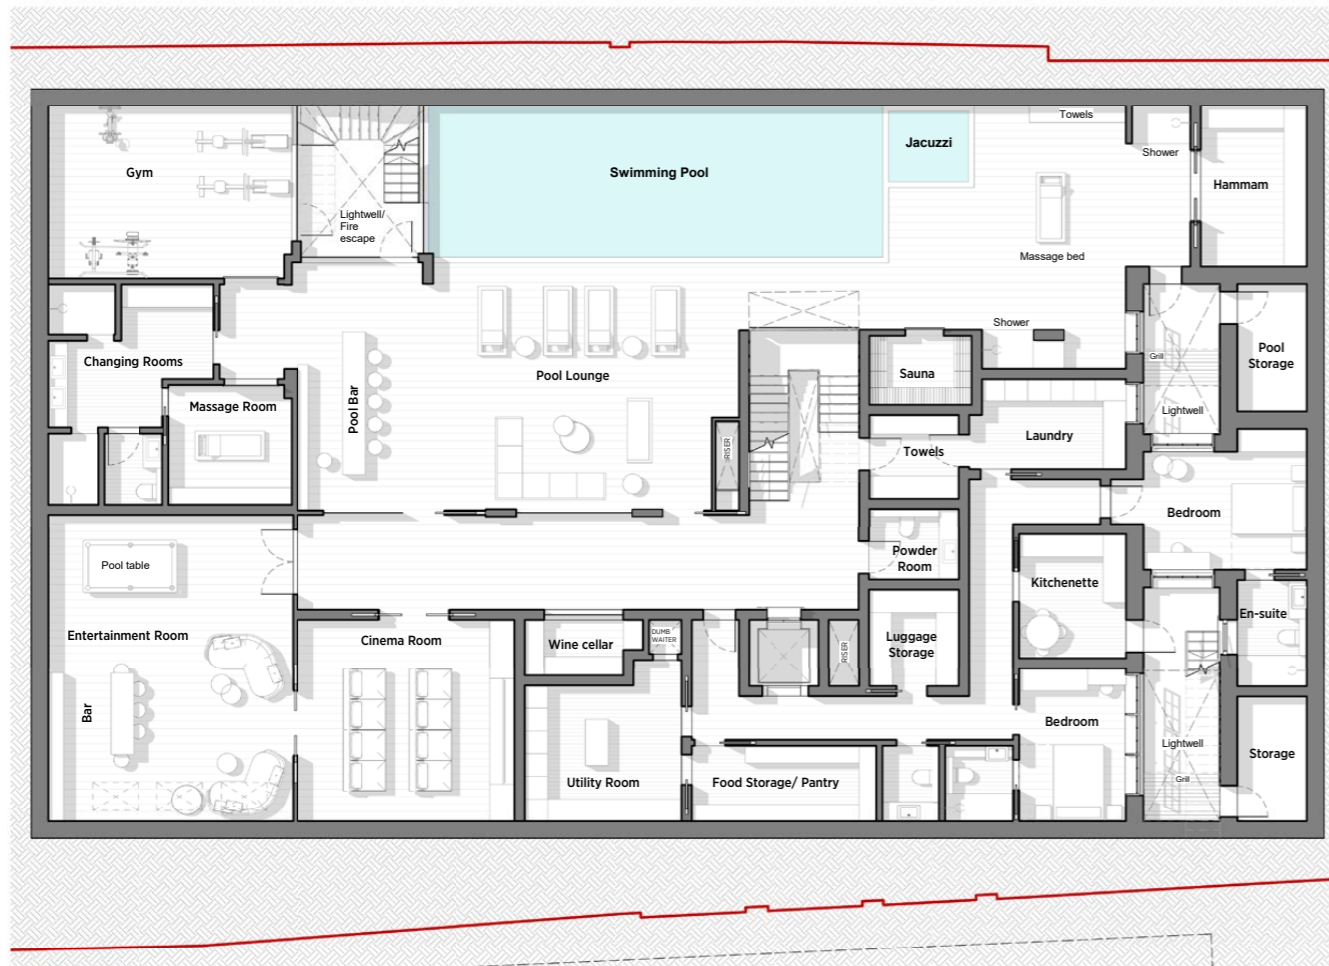 Towels
Jacuzzi
Shower
Swimming Pool
Gym
Hammam
Lightwell/
Fire
escape
Massage bed
Shower
Grill
Pool
Storage
Changing Rooms
Sauna
Pool Lounge
Massage Room
Pool Bar
Lightwell
Laundry
RISER
Towels
Bedroom
Powder
Room
Pool table
Kitchenette
En-suite
Entertainment Room
Cinema Room
Wine cellar
DUMB
WAITER
RISER
Luggage
Storage
Bar
Bedroom
Lightwell
Storage
Utility Room
Food Storage/ Pantry
Grill